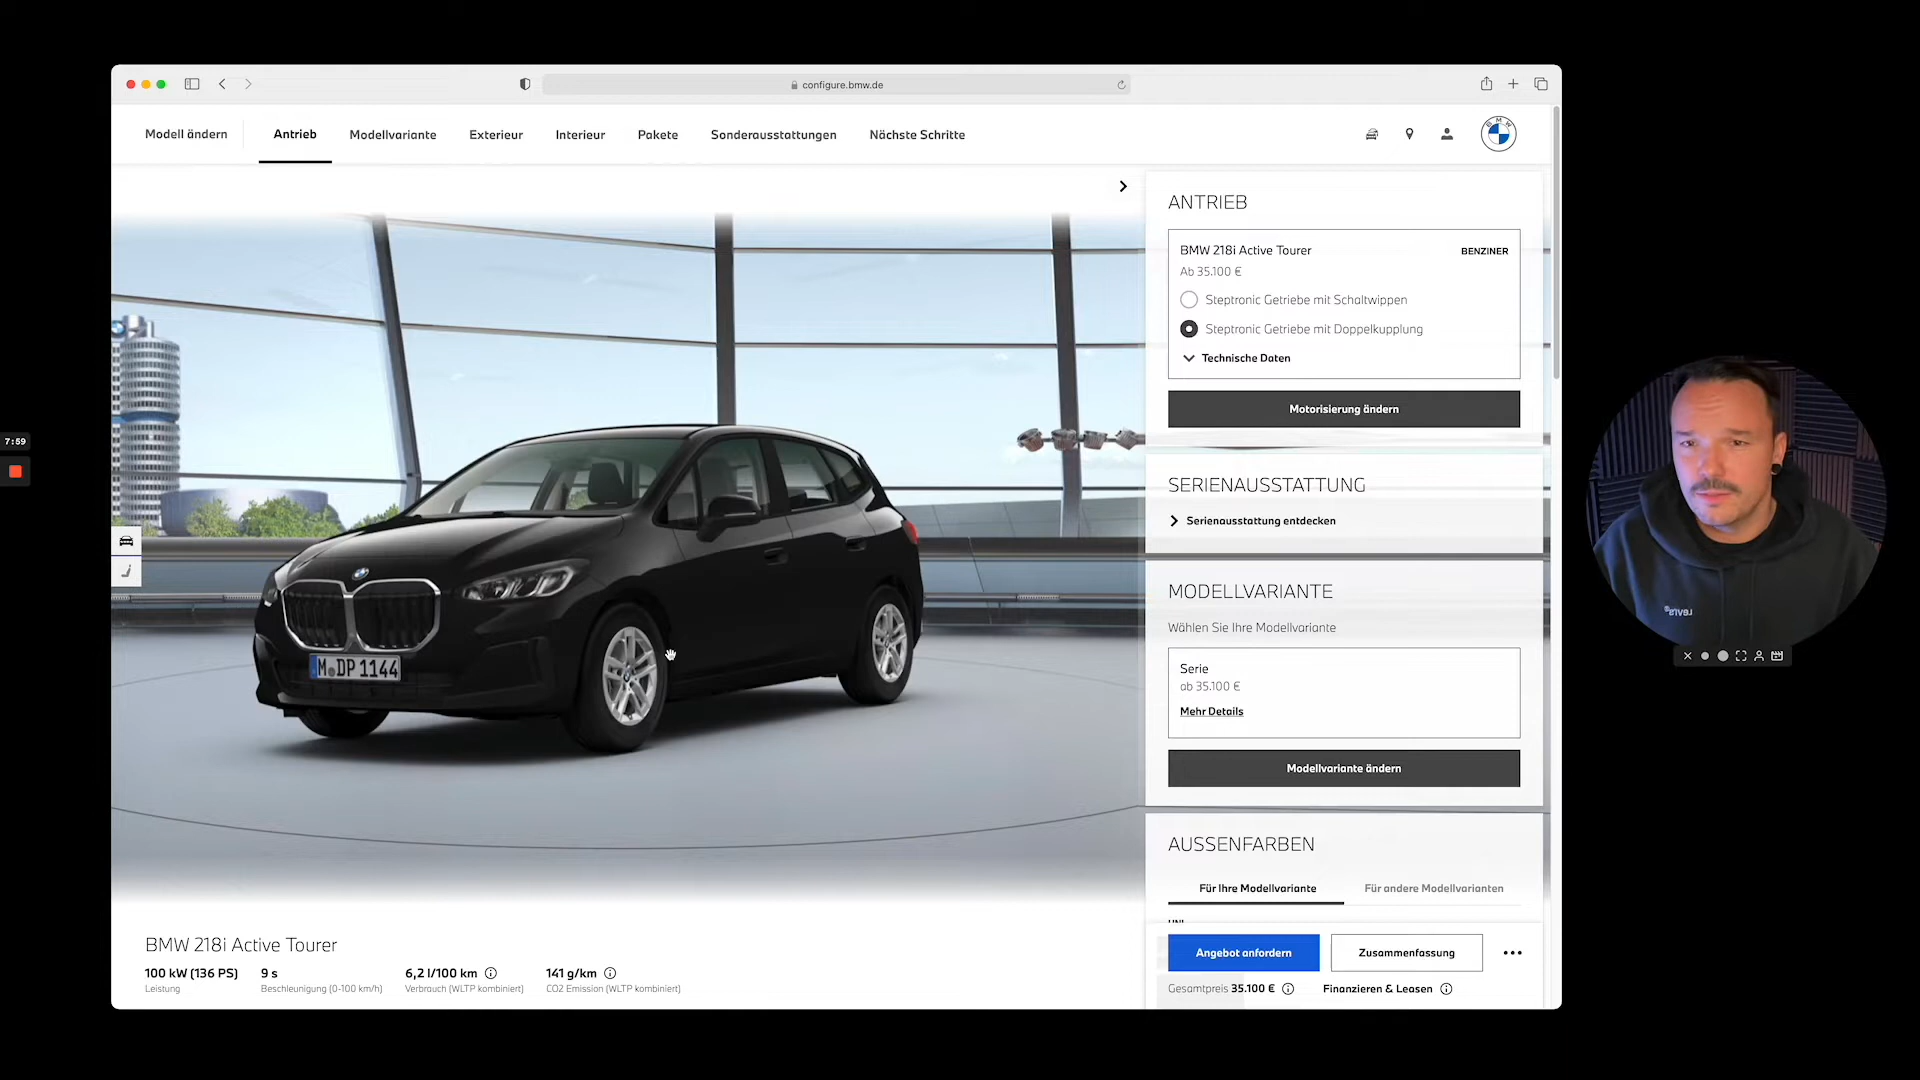 configure.bmw.de
Modell ändern
Antrieb
Modellvariante
Exterieur
Interieur
Pakete
Sonderausstattungen
Nächste Schritte
ANTRIEB
BMW 218i Active Tourer
BENZINER
Ab 35.100 €
Steptronic Getriebe mit Schaltwippen
Steptronic Getriebe mit Doppelkupplung
Technische Daten
Motorisierung ändern
7:59
SERIENAUSSTATTUNG
Serienausstattung entdecken
MODELLVARIANTE
Wählen Sie Ihre Modellvariante
Serie
ab 35.100 €
Mehr Details
Modellvariante ändern
M DP 1144
AUSSENFARBEN
Für Ihre Modellvariante
Für andere Modellvarianten
Angebot anfordern
Zusammenfassung
Gesamtpreis 35.100 €
Finanzieren & Leasen
BMW 218i Active Tourer
100 kW (136 PS)
Leistung
9 s
Beschleunigung (0-100 km/h)
6,2 l/100 km
Verbrauch (WLTP kombiniert)
141 g/km
CO2 Emission (WLTP kombiniert)